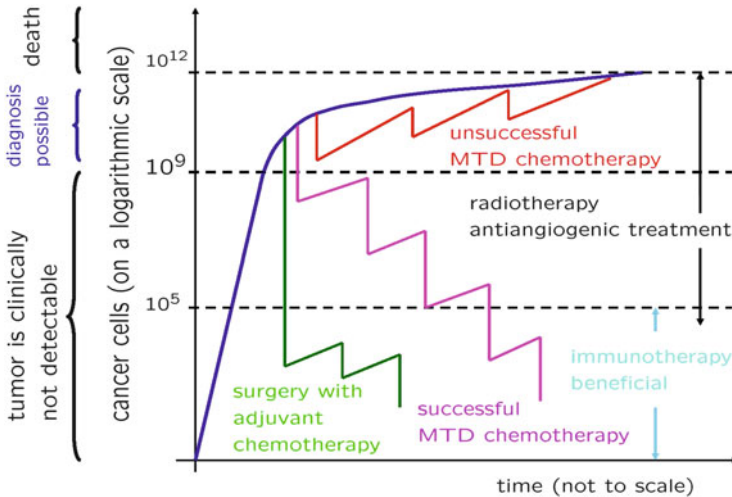 death
diagnosis
possible
tumor is clinically
not detectable
cancer cells (on a logarithmic scale)
10¹²
10⁹
10⁵
unsuccessful
MTD chemotherapy
radiotherapy
antiangiogenic treatment
immunotherapy
beneficial
surgery with
adjuvant
chemotherapy
successful
MTD chemotherapy
time (not to scale)